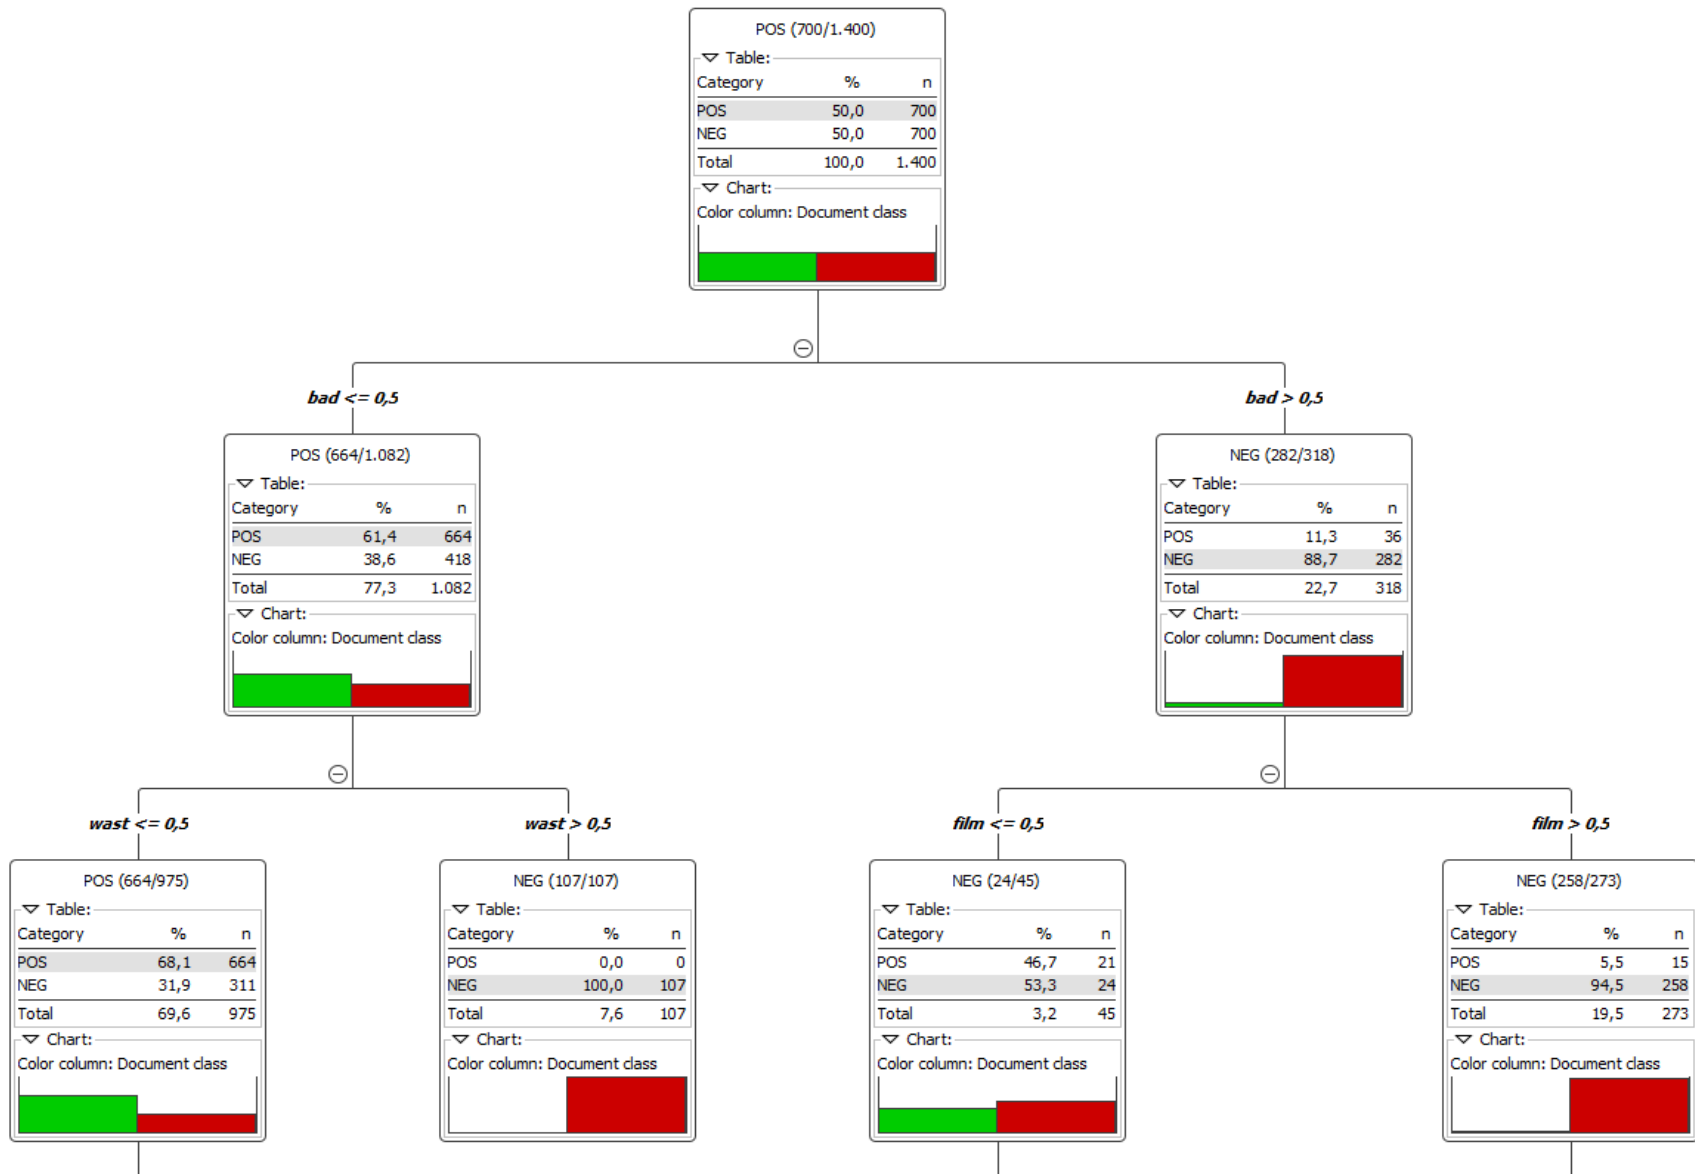 POS (700/1.400)
Table:
Category % n
POS 50,0 700
NEG 50,0 700
Total 100,0 1.400
Chart:
Color column: Document class
bad <= 0,5
bad > 0,5
POS (664/1.082)
Table:
Category % n
POS 61,4 664
NEG 38,6 418
Total 77,3 1.082
Chart:
Color column: Document class
NEG (282/318)
Table:
Category % n
POS 11,3 36
NEG 88,7 282
Total 22,7 318
Chart:
Color column: Document class
wast <= 0,5
wast > 0,5
film <= 0,5
film > 0,5
POS (664/975)
Table:
Category % n
POS 68,1 664
NEG 31,9 311
Total 69,6 975
Chart:
Color column: Document class
NEG (107/107)
Table:
Category % n
POS 0,0 0
NEG 100,0 107
Total 7,6 107
Chart:
Color column: Document class
NEG (24/45)
Table:
Category % n
POS 46,7 21
NEG 53,3 24
Total 3,2 45
Chart:
Color column: Document class
NEG (258/273)
Table:
Category % n
POS 5,5 15
NEG 94,5 258
Total 19,5 273
Chart:
Color column: Document class